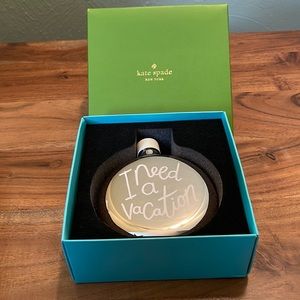 kate spade
NEW YORK
I need
a
vacation